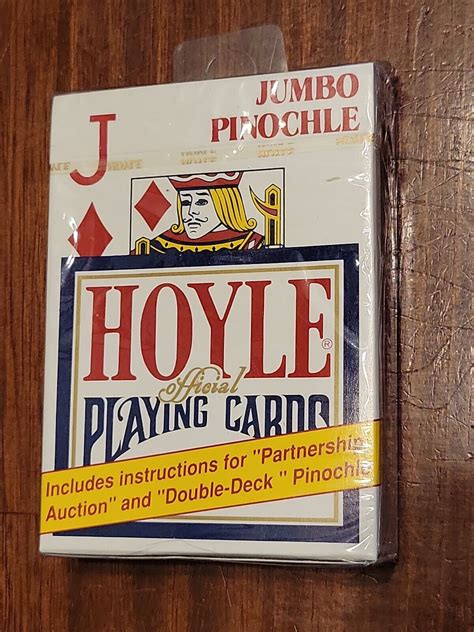 JUMBO
PINOCHLE
J
HOYLE®
official
PLAYING CARDS
Includes instructions for "Partnership
Auction" and "Double-Deck " Pinochle